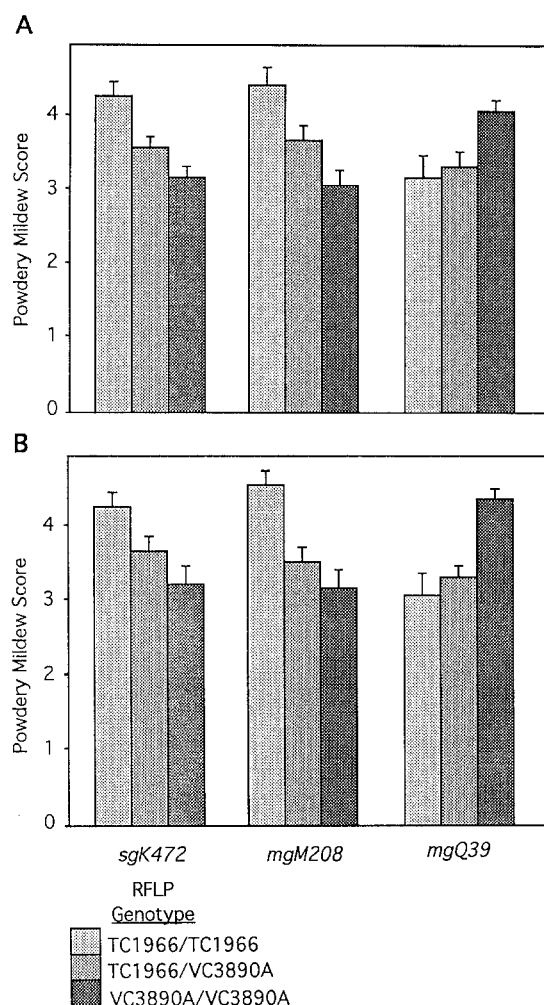 A
Powdery Mildew Score
4
3
2
1
0
B
Powdery Mildew Score
4
3
2
1
0
sgK472 mgM208 mgQ39
RFLP
Genotype
TC1966/TC1966
TC1966/VC3890A
VC3890A/VC3890A